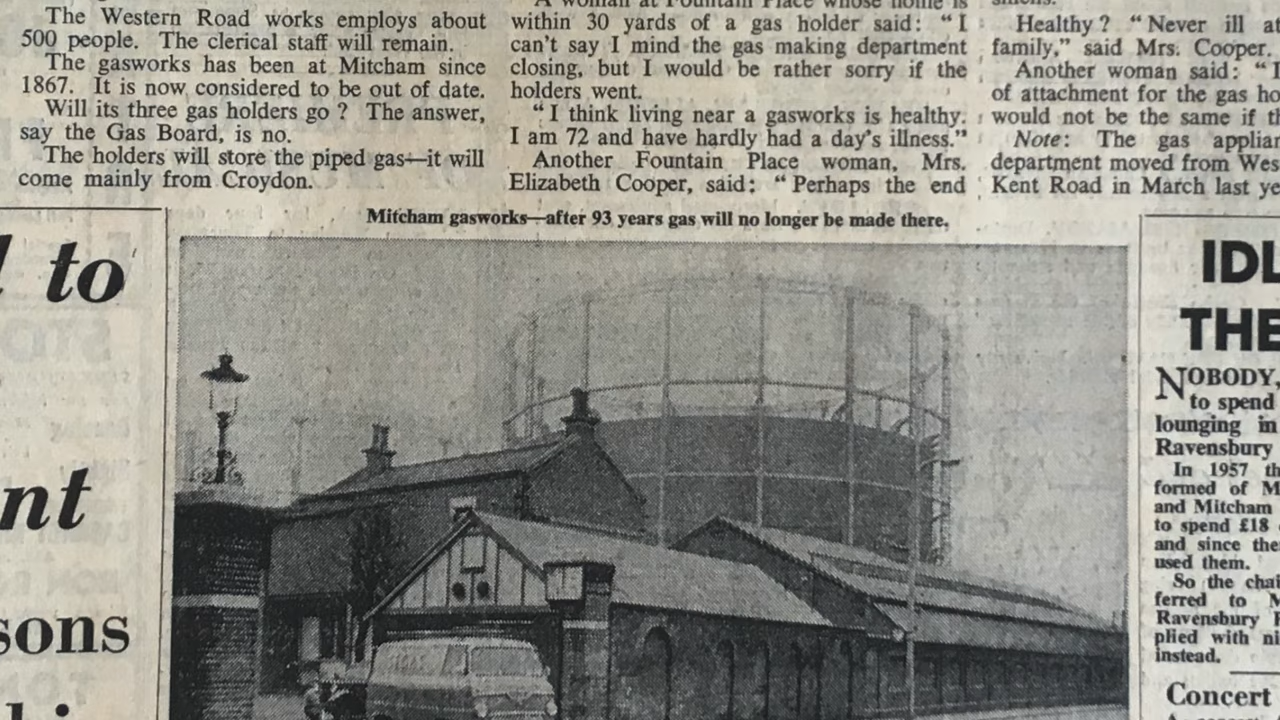 The Western Road works employs about
500 people. The clerical staff will remain.
The gasworks has been at Mitcham since
1867. It is now considered to be out of date.
Will its three gas holders go? The answer,
say the Gas Board, is no.
The holders will store the piped gas—it will
come mainly from Croydon.
A woman at Fountain Place whose home is
within 30 yards of a gas holder said: "I
can't say I mind the gas making department
closing, but I would be rather sorry if the
holders went.
"I think living near a gasworks is healthy.
I am 72 and have hardly had a day's illness."
Another Fountain Place woman, Mrs.
Elizabeth Cooper, said: "Perhaps the end
Healthy? "Never ill
family," said Mrs. Cooper.
Another woman said: "I
of attachment for the gas
would not be the same if
Note: The gas
department moved from
Kent Road in March last
Mitcham gasworks—after 93 years gas will no longer be made there.
to
NOBODY,
to spend
lounging in
Ravensbury
In 1957
formed of
and Mitcham
to spend £18
and since
used them.
So the
ferred to
Ravensbury
plied with
instead.
Concert